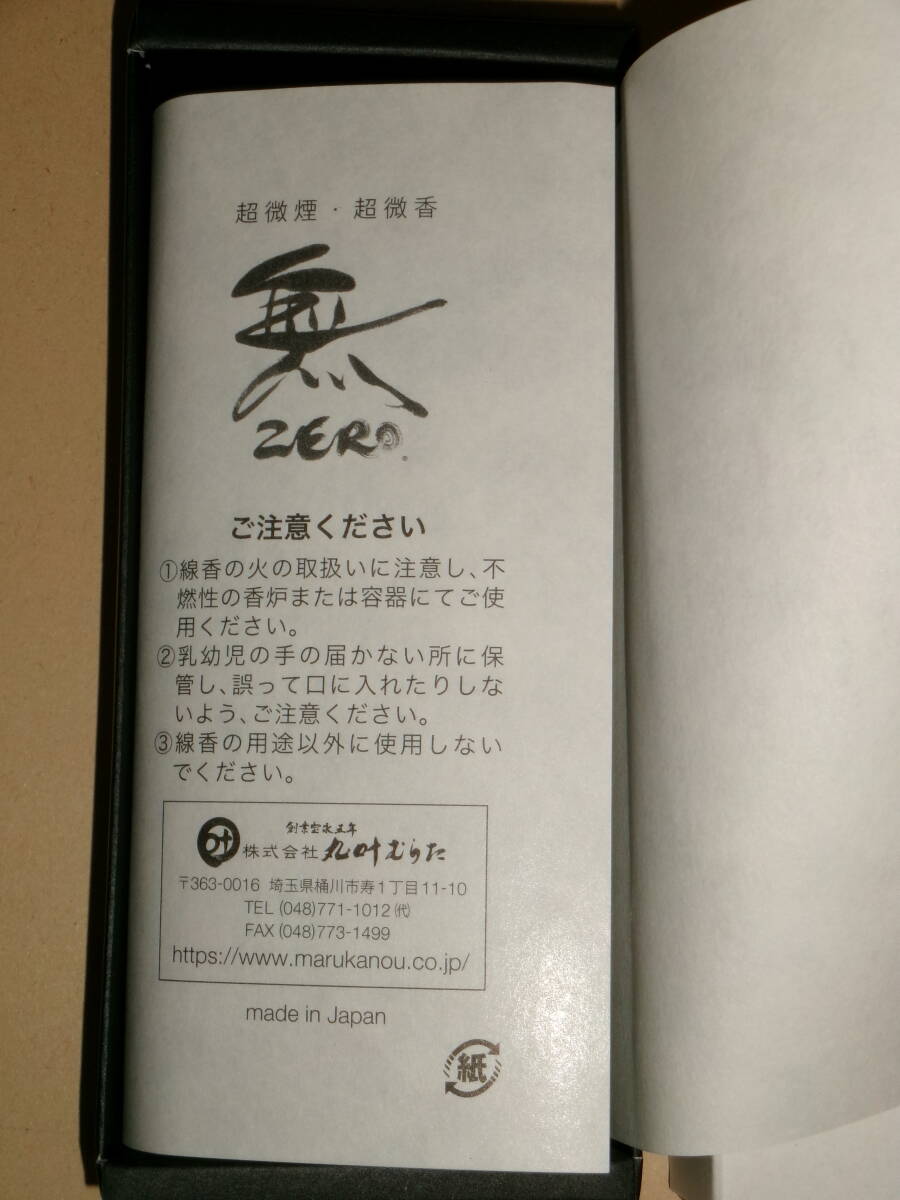 超微煙・超微香
無
ZERO
ご注意ください
①線香の火の取扱いに注意し、不
燃性の香炉または容器にてご使
用ください。
②乳幼児の手の届かない所に保
管し、誤って口に入れたりしな
いよう、ご注意ください。
③線香の用途以外に使用しない
でください。
創業宝永五年
叶 株式会社 丸叶むらた
〒363-0016 埼玉県桶川市寿1丁目11-10
TEL (048)771-1012㈹
FAX (048)773-1499
https://www.marukanou.co.jp/
made in Japan
紙